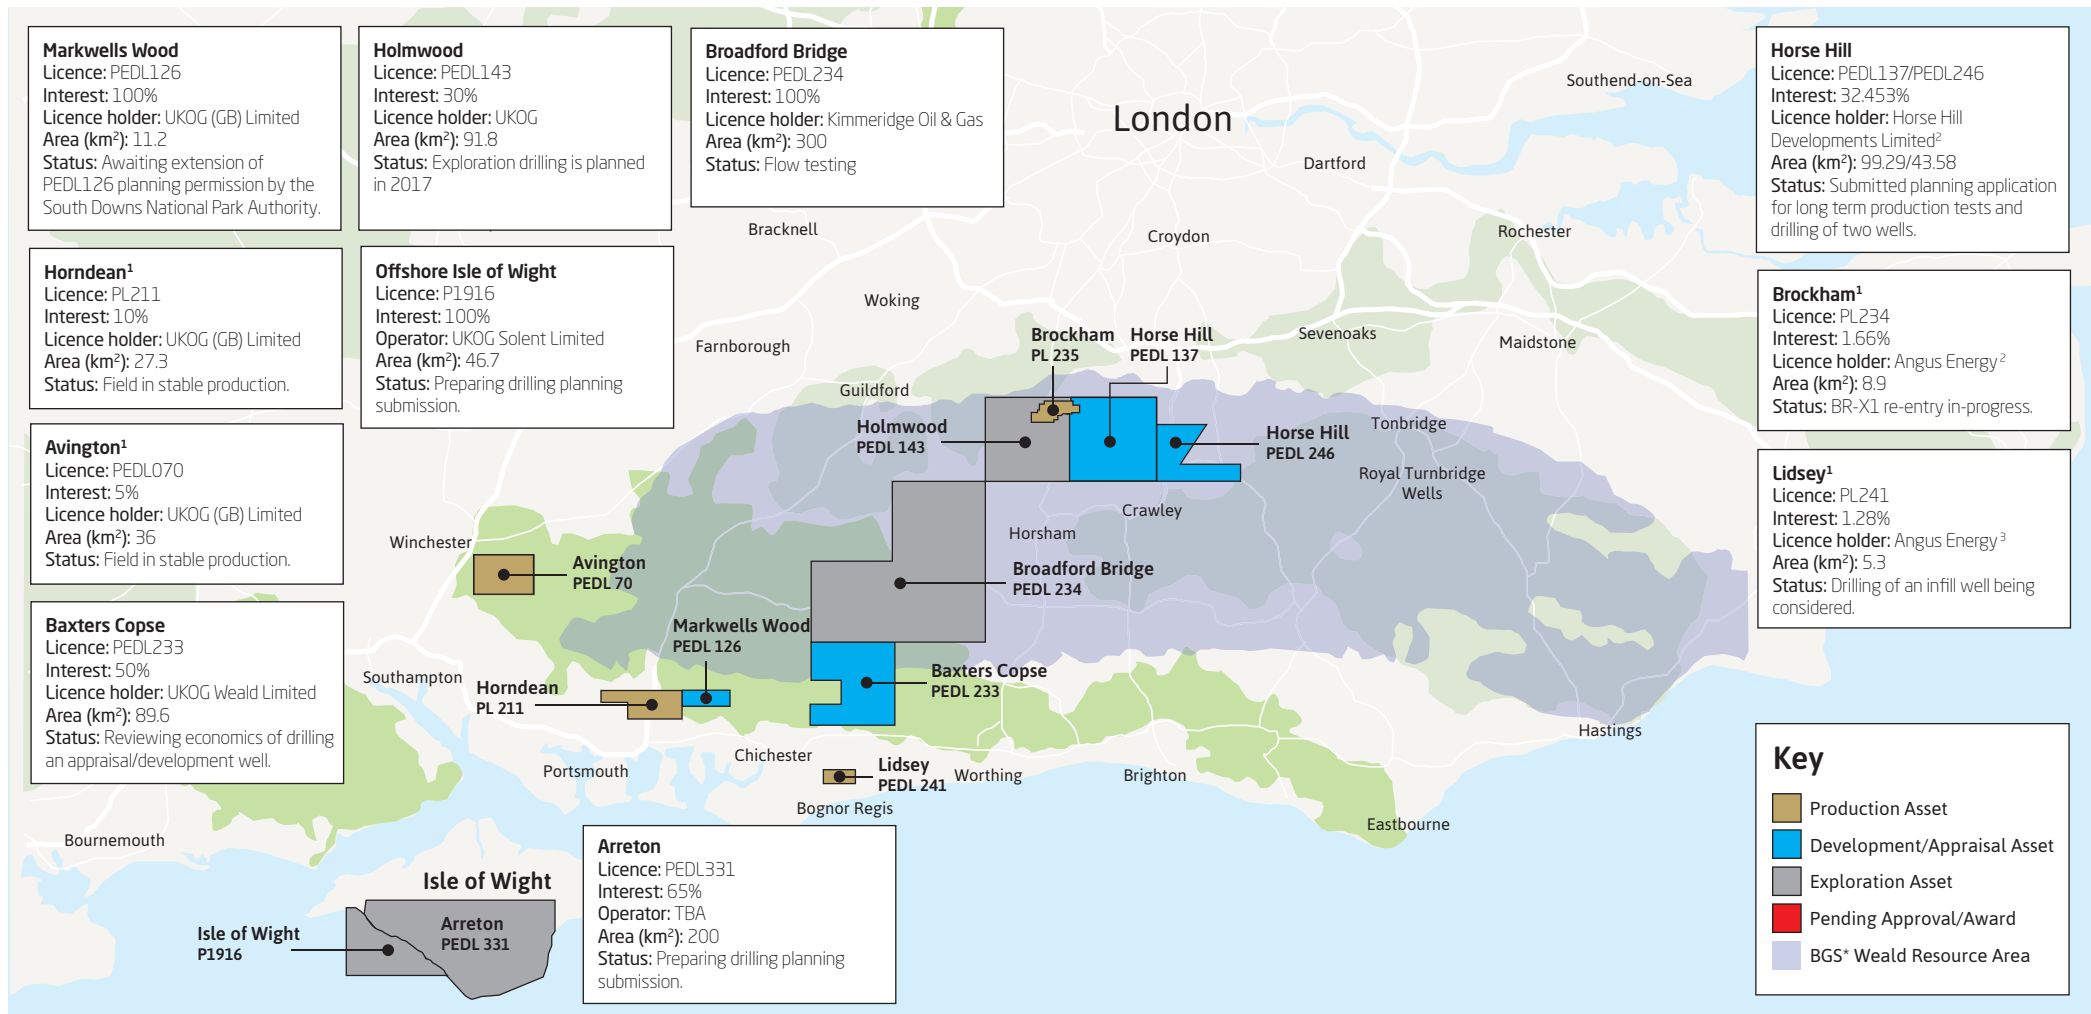 Markwells Wood
Licence: PEDL126
Interest: 100%
Licence holder: UKOG (GB) Limited
Area (km²): 11.2
Status: Awaiting extension of
PEDL126 planning permission by the
South Downs National Park Authority.
Holmwood
Licence: PEDL143
Interest: 30%
Licence holder: UKOG
Area (km²): 91.8
Status: Exploration drilling is planned
in 2017
Broadford Bridge
Licence: PEDL234
Interest: 100%
Licence holder: Kimmeridge Oil & Gas
Area (km²): 300
Status: Flow testing
Horse Hill
Licence: PEDL137/PEDL246
Interest: 32.453%
Licence holder: Horse Hill
Developments Limited²
Area (km²): 99.29/43.58
Status: Submitted planning application
for long term production tests and
drilling of two wells.
Horndean¹
Licence: PL211
Interest: 10%
Licence holder: UKOG (GB) Limited
Area (km²): 27.3
Status: Field in stable production.
Offshore Isle of Wight
Licence: P1916
Interest: 100%
Operator: UKOG Solent Limited
Area (km²): 46.7
Status: Preparing drilling planning
submission.
Brockham¹
Licence: PL234
Interest: 1.66%
Licence holder: Angus Energy ²
Area (km²): 8.9
Status: BR-X1 re-entry in-progress.
Avington¹
Licence: PEDL070
Interest: 5%
Licence holder: UKOG (GB) Limited
Area (km²): 36
Status: Field in stable production.
Lidsey¹
Licence: PL241
Interest: 1.28%
Licence holder: Angus Energy ³
Area (km²): 5.3
Status: Drilling of an infill well being
considered.
Baxters Copse
Licence: PEDL233
Interest: 50%
Licence holder: UKOG Weald Limited
Area (km²): 89.6
Status: Reviewing economics of drilling
an appraisal/development well.
Arreton
Licence: PEDL331
Interest: 65%
Operator: TBA
Area (km²): 200
Status: Preparing drilling planning
submission.
London
Southend-on-Sea
Dartford
Bracknell
Croydon
Rochester
Woking
Farnborough
Sevenoaks
Maidstone
Guildford
Brockham
PL 235
Horse Hill
PEDL 137
Holmwood
PEDL 143
Horse Hill
PEDL 246
Tonbridge
Royal Turnbridge
Wells
Crawley
Horsham
Winchester
Avington
PEDL 70
Broadford Bridge
PEDL 234
Markwells Wood
PEDL 126
Baxters Copse
PEDL 233
Southampton
Horndean
PL 211
Hastings
Chichester
Portsmouth
Lidsey
PEDL 241
Worthing
Brighton
Bognor Regis
Eastbourne
Bournemouth
Isle of Wight
Arreton
PEDL 331
Isle of Wight
P1916
Key
Production Asset
Development/Appraisal Asset
Exploration Asset
Pending Approval/Award
BGS* Weald Resource Area